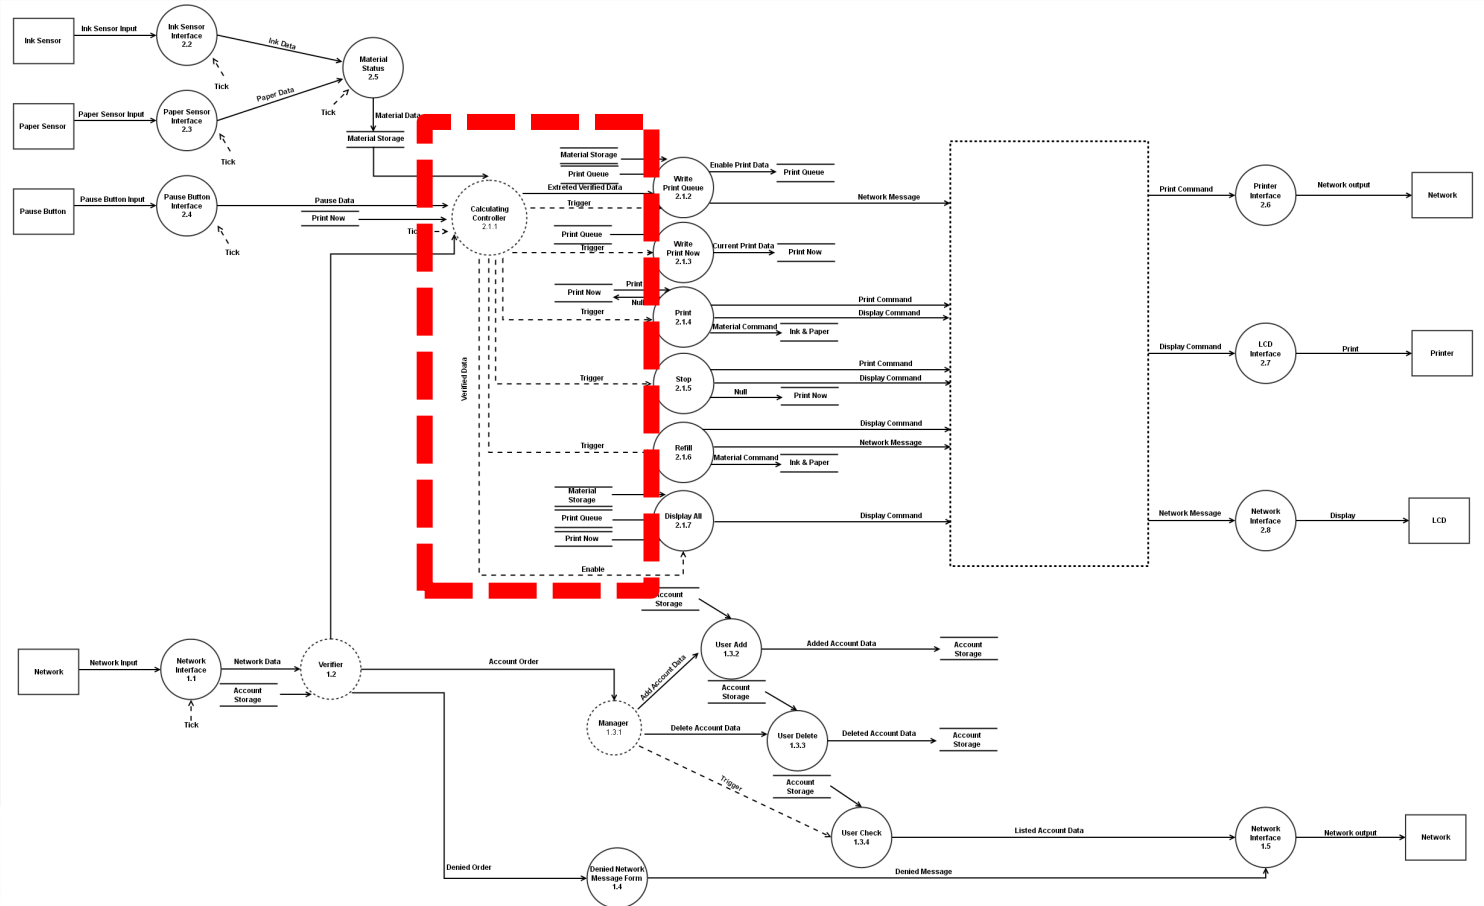 Ink Sensor
Ink Sensor Input
Ink Sensor
Interface
2.2
Ink Data
Tick
Material
Status
2.5
Paper Sensor
Paper Sensor Input
Paper Sensor
Interface
2.3
Paper Data
Tick
Tick
Material Data
Material Storage
Pause Button
Pause Button Input
Pause Button
Interface
2.4
Pause Data
Print Now
Tick
Calculating
Controller
2.1.1
Material Storage
Print Queue
Extreted Verified Data
Trigger
Write
Print Queue
2.1.2
Enable Print Data
Print Queue
Network Message
Print Queue
Trigger
Write
Print Now
2.1.3
Current Print Data
Print Now
Print Now
Print
Null
Trigger
Print
2.1.4
Print Command
Display Command
Material Command
Ink & Paper
Verified Data
Trigger
Stop
2.1.5
Print Command
Display Command
Null
Print Now
Trigger
Refill
2.1.6
Display Command
Network Message
Material Command
Ink & Paper
Material
Storage
Print Queue
Print Now
Dislplay All
2.1.7
Display Command
Enable
Print Command
Printer
Interface
2.6
Network output
Network
Display Command
LCD
Interface
2.7
Print
Printer
Network Message
Network
Interface
2.8
Display
LCD
Network
Network Input
Network
Interface
1.1
Tick
Network Data
Account
Storage
Verifier
1.2
Account Order
Manager
1.3.1
Add Account Data
Account
Storage
User Add
1.3.2
Added Account Data
Account
Storage
Account
Storage
Delete Account Data
User Delete
1.3.3
Deleted Account Data
Account
Storage
Trigger
Account
Storage
User Check
1.3.4
Listed Account Data
Network
Interface
1.5
Network output
Network
Denied Order
Denied Network
Message Form
1.4
Denied Message